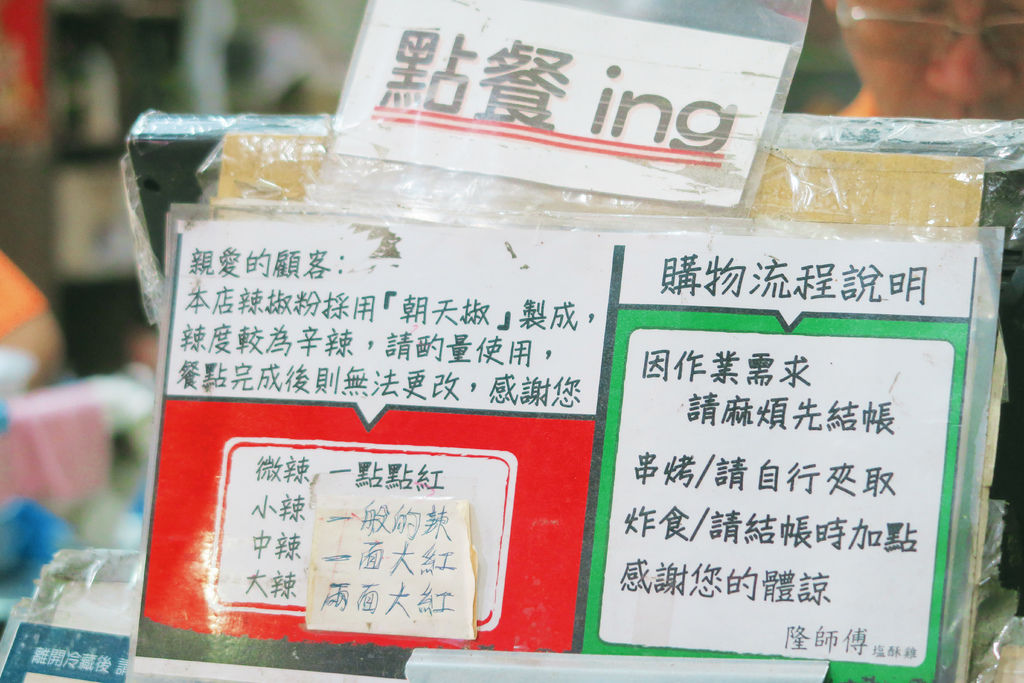 點餐 ing
親愛的顧客：
本店辣椒粉採用『朝天椒』製成，
辣度較為辛辣，請酌量使用，
餐點完成後則無法更改，感謝您
微辣 一點點紅
小辣 一般的辣
中辣 一面大紅
大辣 兩面大紅
購物流程說明
因作業需求
請麻煩先結帳
串烤/請自行夾取
炸食/請結帳時加點
感謝您的體諒
隆師傅 塩酥雞
離開冷藏後